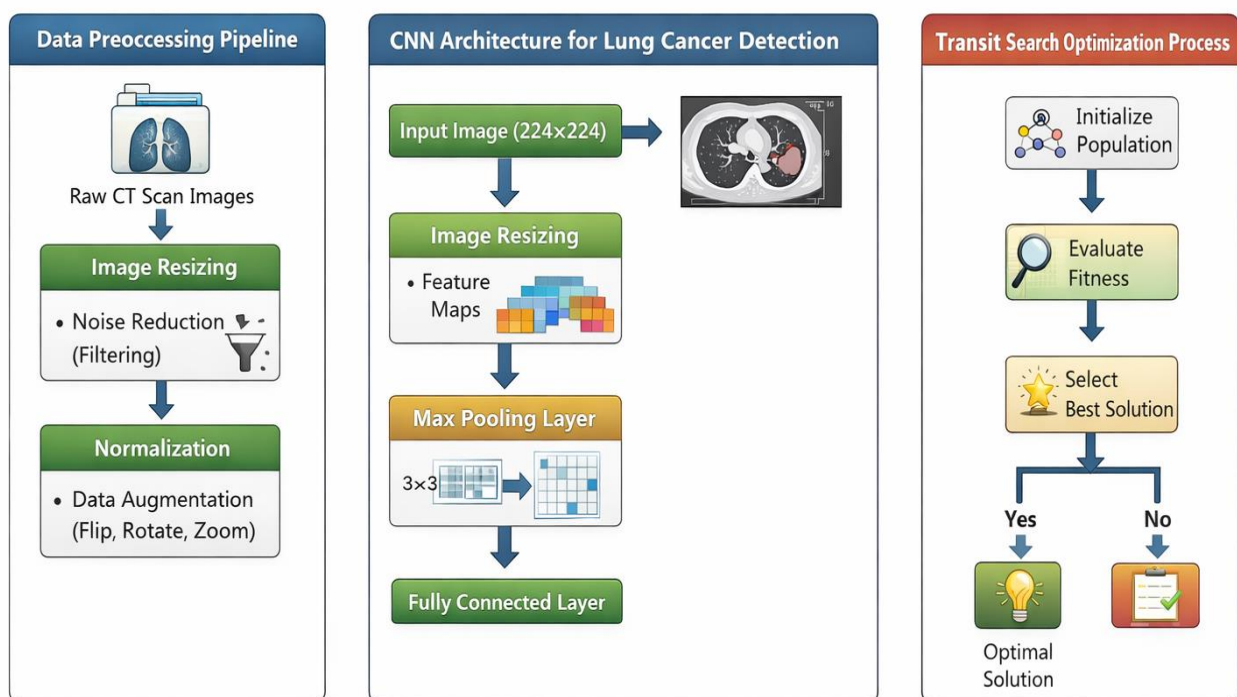 Data Preoccessing Pipeline
Raw CT Scan Images
Image Resizing
• Noise Reduction
(Filtering)
Normalization
• Data Augmentation
(Flip, Rotate, Zoom)
CNN Architecture for Lung Cancer Detection
Input Image (224×224)
Image Resizing
• Feature
Maps
Max Pooling Layer
3×3
Fully Connected Layer
Transit Search Optimization Process
Initialize
Population
Evaluate
Fitness
Select
Best Solution
Yes
No
Optimal
Solution